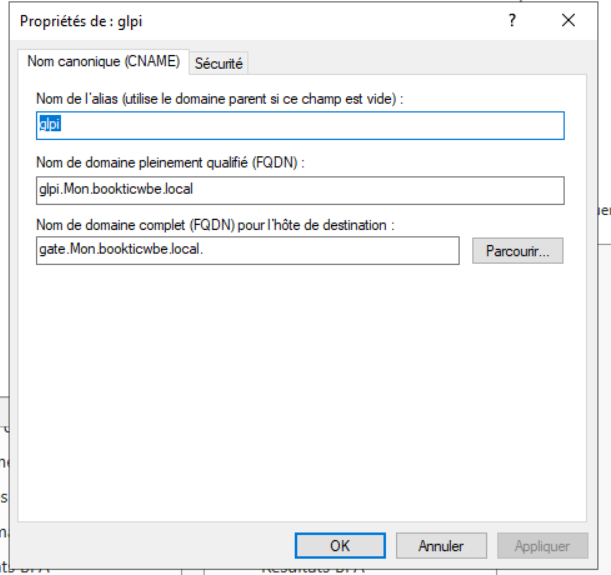 Propriétés de : glpi
?
Nom canonique (CNAME)
Sécurité
Nom de l'alias (utilise le domaine parent si ce champ est vide) :
glpi
Nom de domaine pleinement qualifié (FQDN) :
glpi.Mon.bookticwbe.local
Nom de domaine complet (FQDN) pour l'hôte de destination :
gate.Mon.bookticwbe.local.
Parcourir...
OK
Annuler
Appliquer
Résultats BPA